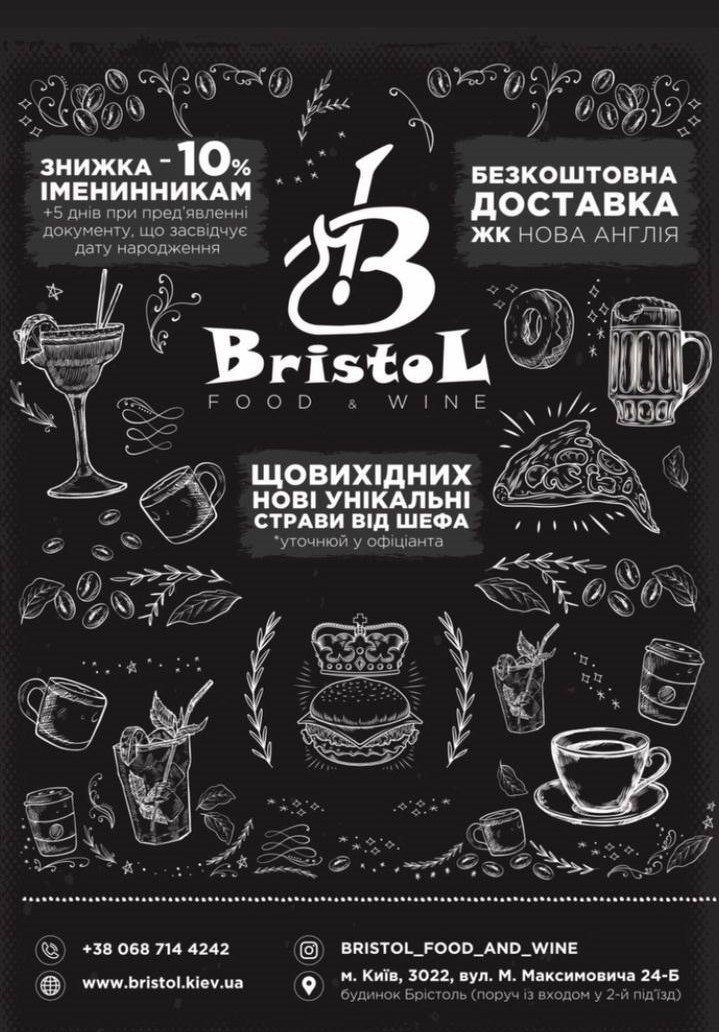 ЗНИЖКА - 10%
ІМЕНИННИКАМ
+5 днів при пред'явленні
документу, що засвідчує
дату народження
БЕЗКОШТОВНА
ДОСТАВКА
ЖК НОВА АНГЛІЯ
B
BristoL
FOOD & WINE
ЩОВИХІДНИХ
НОВІ УНІКАЛЬНІ
СТРАВИ ВІД ШЕФА
*уточнюй у офіціанта
+38 068 714 4242
www.bristol.kiev.ua
BRISTOL_FOOD_AND_WINE
м. Київ, 3022, вул. М. Максимовича 24-Б
будинок Брістоль (поруч із входом у 2-й під'їзд)